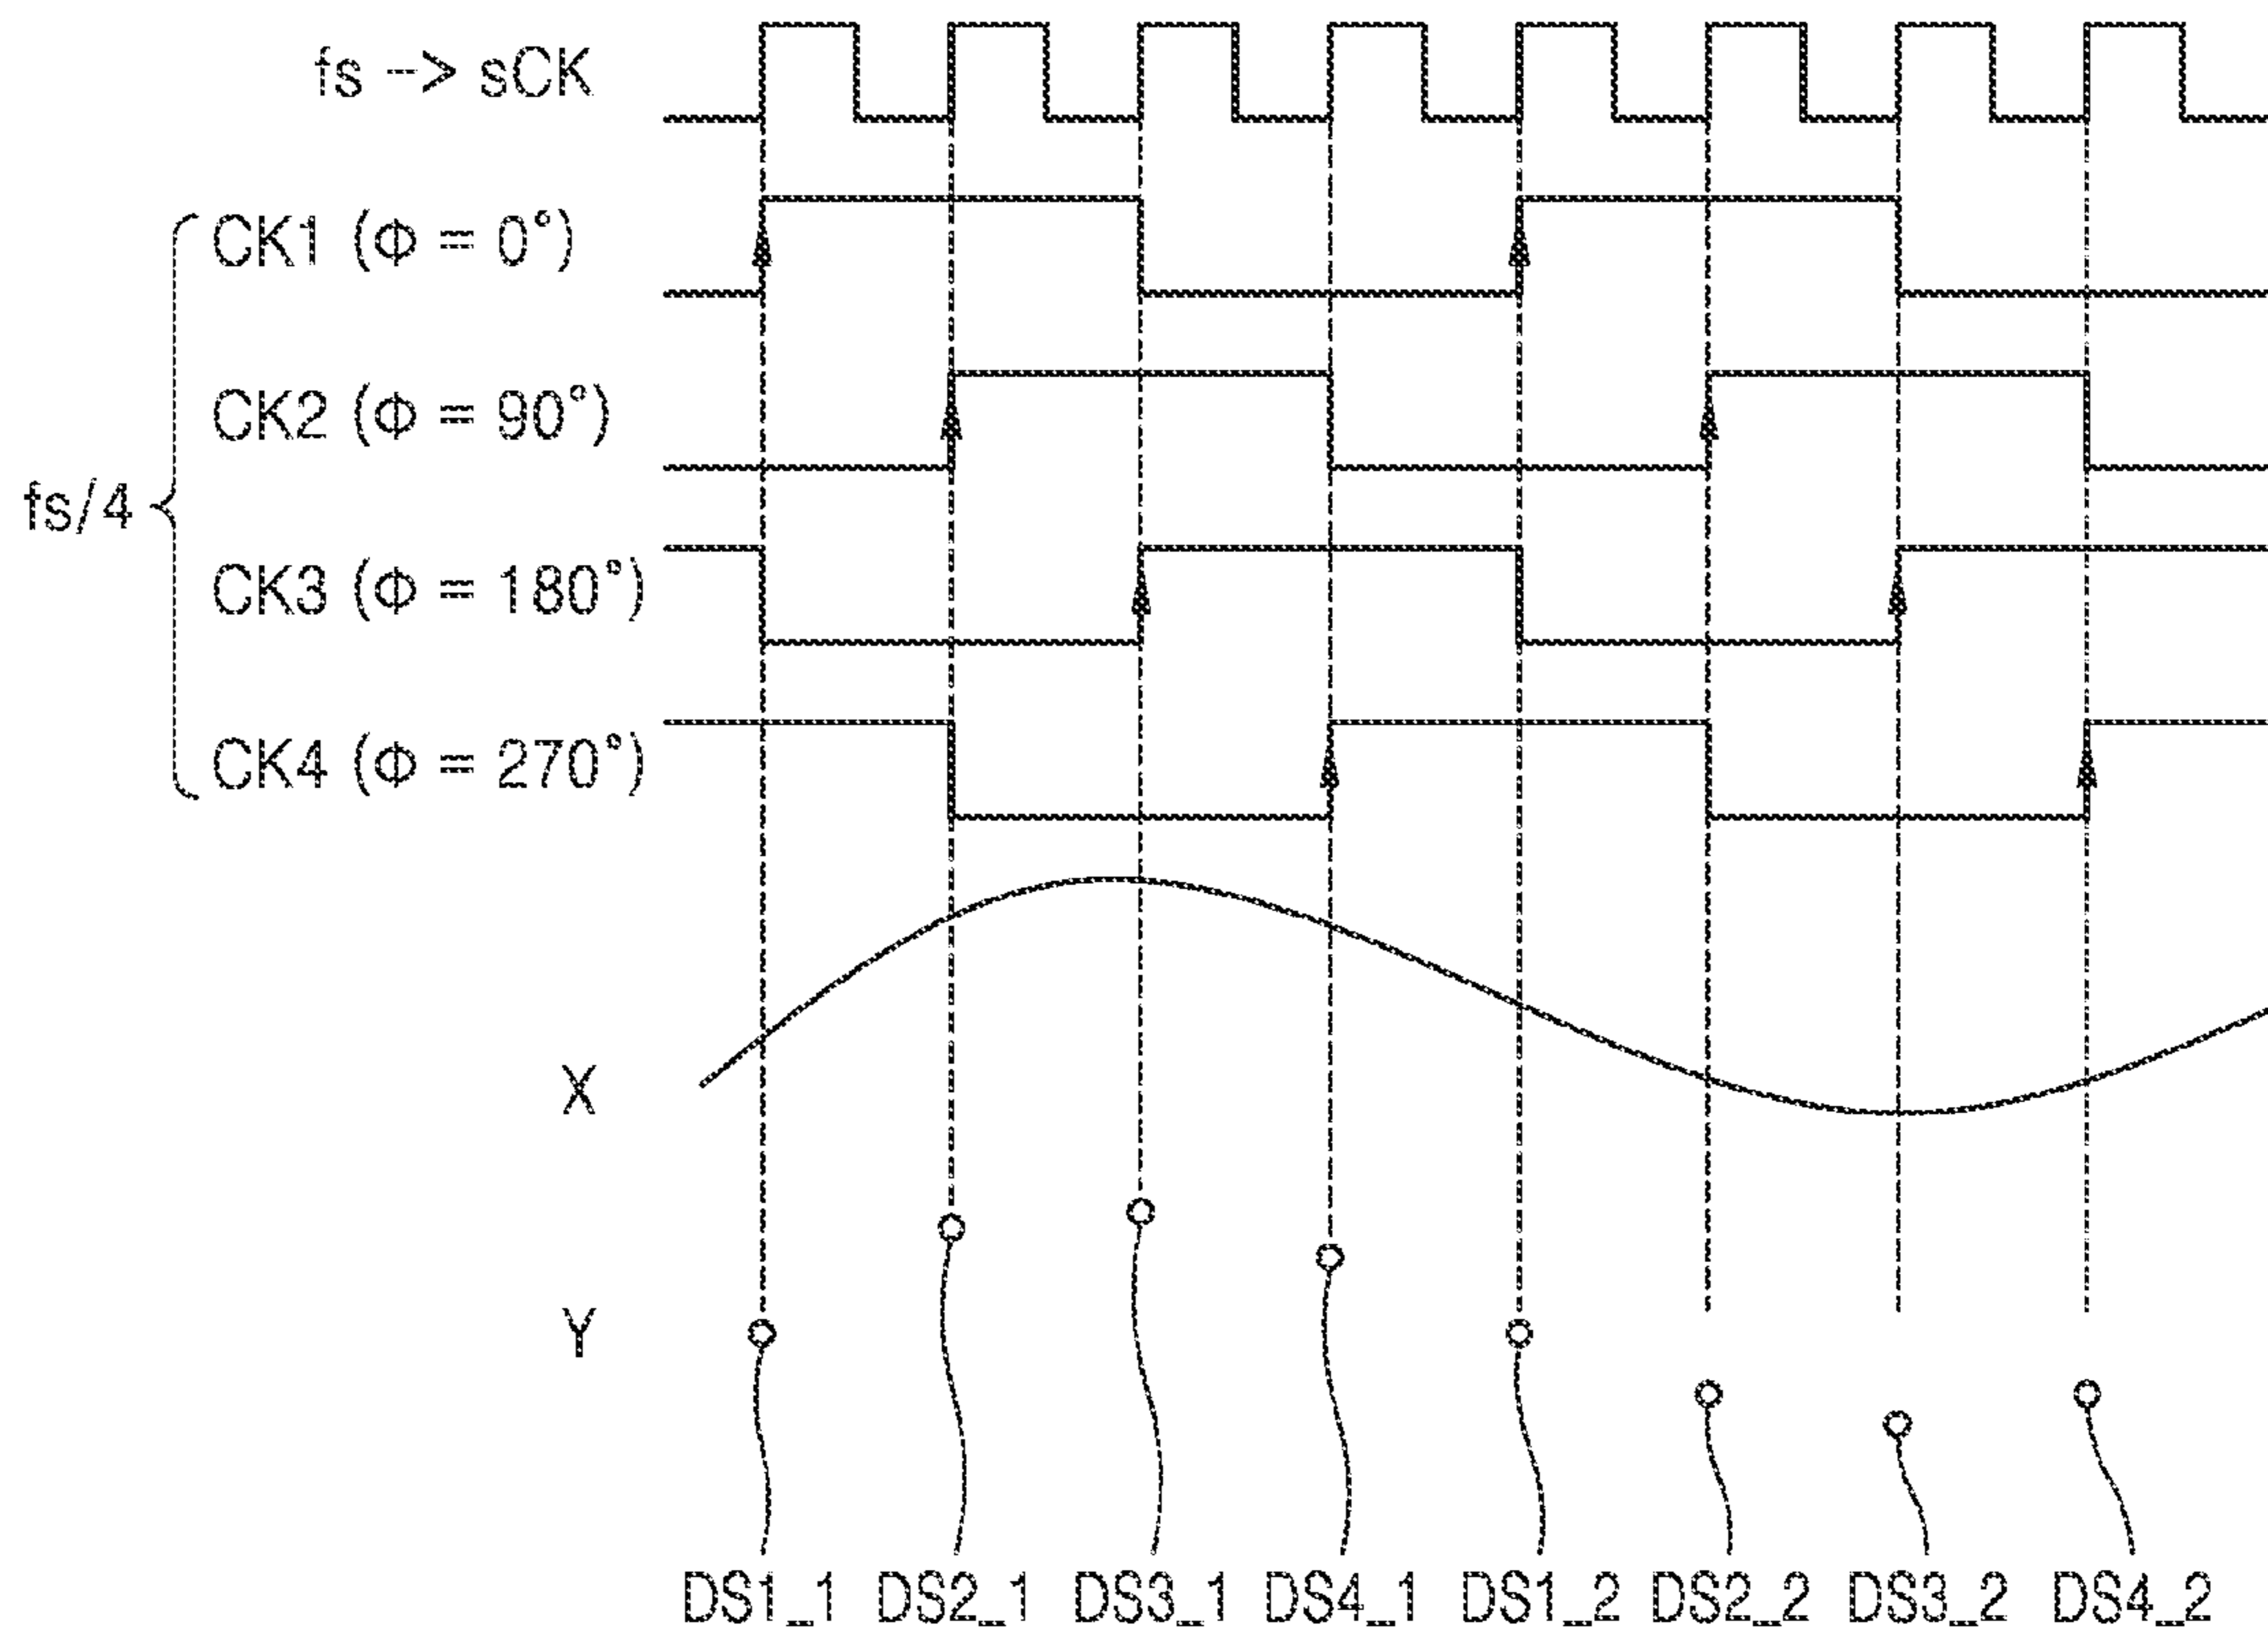 fs --> sCK
CK1 (Φ = 0°)
CK2 (Φ = 90°)
fs/4
CK3 (Φ = 180°)
CK4 (Φ = 270°)
X
Y
DS1_1 DS2_1 DS3_1 DS4_1 DS1_2 DS2_2 DS3_2 DS4_2